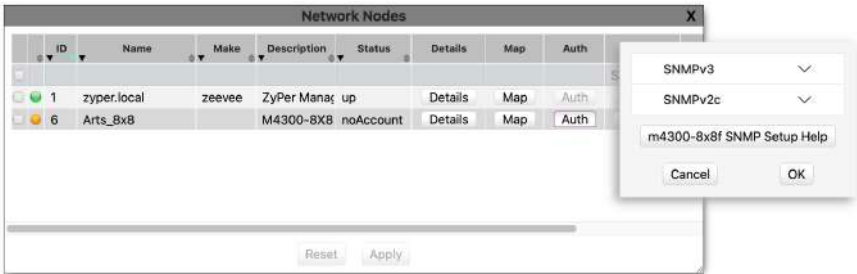 Network Nodes X
ID Name Make Description Status Details Map Auth
1 zyper.local zeevee ZyPer Manag up Details Map Auth
6 Arts_8x8 M4300-8X8 noAccount Details Map Auth
Reset Apply
SNMPv3
SNMPv2c
m4300-8x8f SNMP Setup Help
Cancel OK